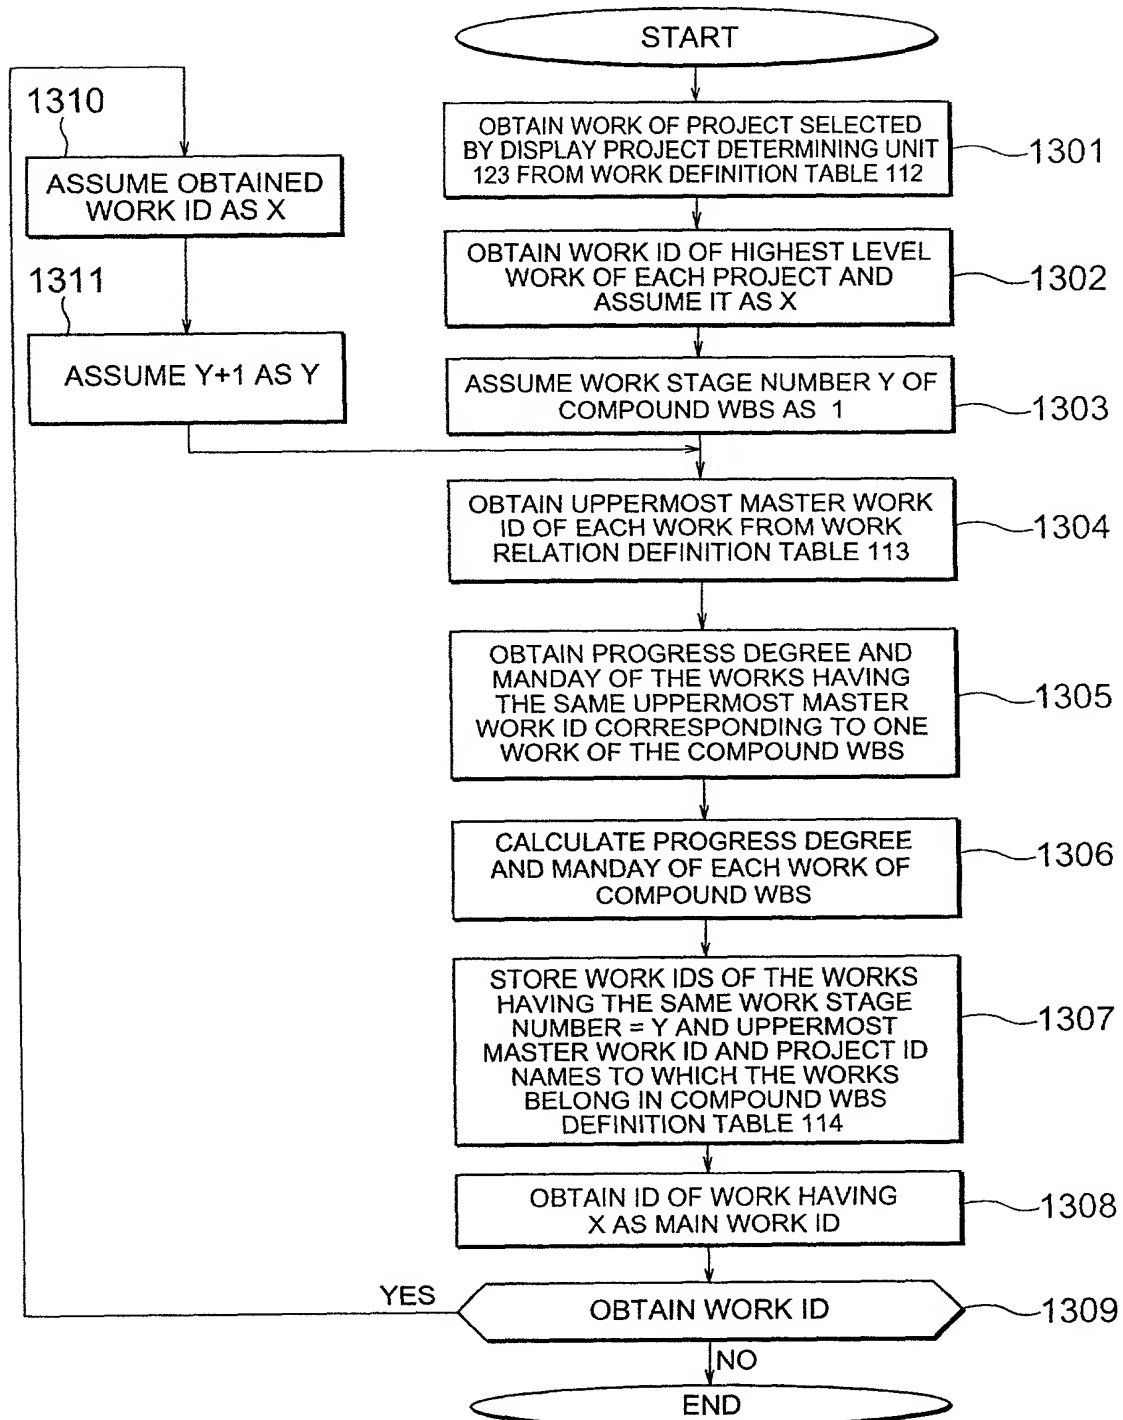 START
OBTAIN WORK OF PROJECT SELECTED
BY DISPLAY PROJECT DETERMINING UNIT
123 FROM WORK DEFINITION TABLE 112
1301
OBTAIN WORK ID OF HIGHEST LEVEL
WORK OF EACH PROJECT AND
ASSUME IT AS X
1302
ASSUME WORK STAGE NUMBER Y OF
COMPOUND WBS AS 1
1303
OBTAIN UPPERMOST MASTER WORK
ID OF EACH WORK FROM WORK
RELATION DEFINITION TABLE 113
1304
OBTAIN PROGRESS DEGREE AND
MANDAY OF THE WORKS HAVING
THE SAME UPPERMOST MASTER
WORK ID CORRESPONDING TO ONE
WORK OF THE COMPOUND WBS
1305
CALCULATE PROGRESS DEGREE
AND MANDAY OF EACH WORK OF
COMPOUND WBS
1306
STORE WORK IDS OF THE WORKS
HAVING THE SAME WORK STAGE
NUMBER = Y AND UPPERMOST
MASTER WORK ID AND PROJECT ID
NAMES TO WHICH THE WORKS
BELONG IN COMPOUND WBS
DEFINITION TABLE 114
1307
OBTAIN ID OF WORK HAVING
X AS MAIN WORK ID
1308
YES
OBTAIN WORK ID
1309
NO
END
1310
ASSUME OBTAINED
WORK ID AS X
1311
ASSUME Y+1 AS Y